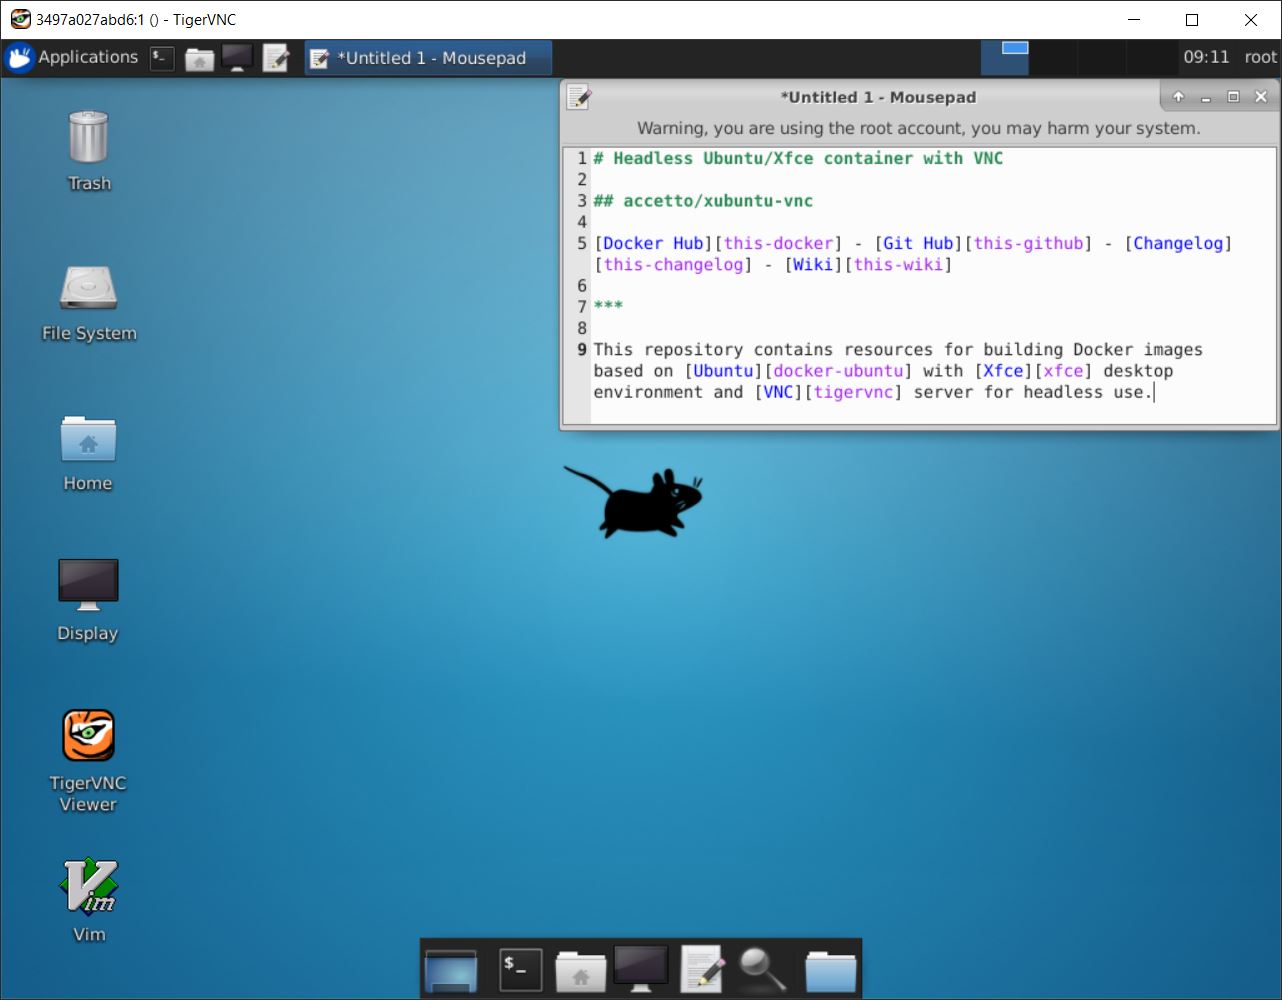 3497a027abd6:1 () - TigerVNC
Applications
*Untitled 1 - Mousepad
09:11
root
*Untitled 1 - Mousepad
Warning, you are using the root account, you may harm your system.
1 # Headless Ubuntu/Xfce container with VNC
2
3 ## accetto/xubuntu-vnc
4
5 [Docker Hub][this-docker] - [Git Hub][this-github] - [Changelog]
[this-changelog] - [Wiki][this-wiki]
6
7 ***
8
9 This repository contains resources for building Docker images
based on [Ubuntu][docker-ubuntu] with [Xfce][xfce] desktop
environment and [VNC][tigervnc] server for headless use.
Trash
File System
Home
Display
TigerVNC
Viewer
Vim
Vim
$_
$_